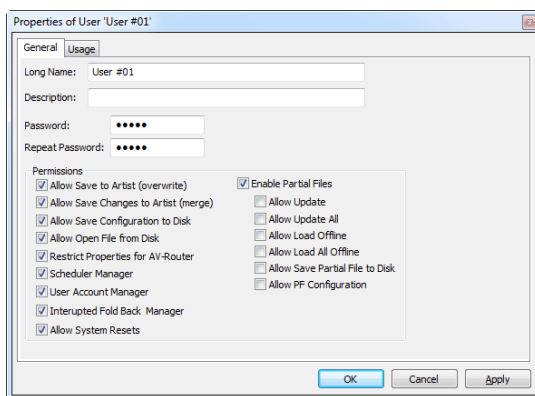 Properties of User 'User #01'
General
Usage
Long Name: User #01
Description:
Password: •••••
Repeat Password: •••••
Permissions
Allow Save to Artist (overwrite)
Allow Save Changes to Artist (merge)
Allow Save Configuration to Disk
Allow Open File from Disk
Restrict Properties for AV-Router
Scheduler Manager
User Account Manager
Interupted Fold Back Manager
Allow System Resets
Enable Partial Files
Allow Update
Allow Update All
Allow Load Offline
Allow Load All Offline
Allow Save Partial File to Disk
Allow PF Configuration
OK
Cancel
Apply